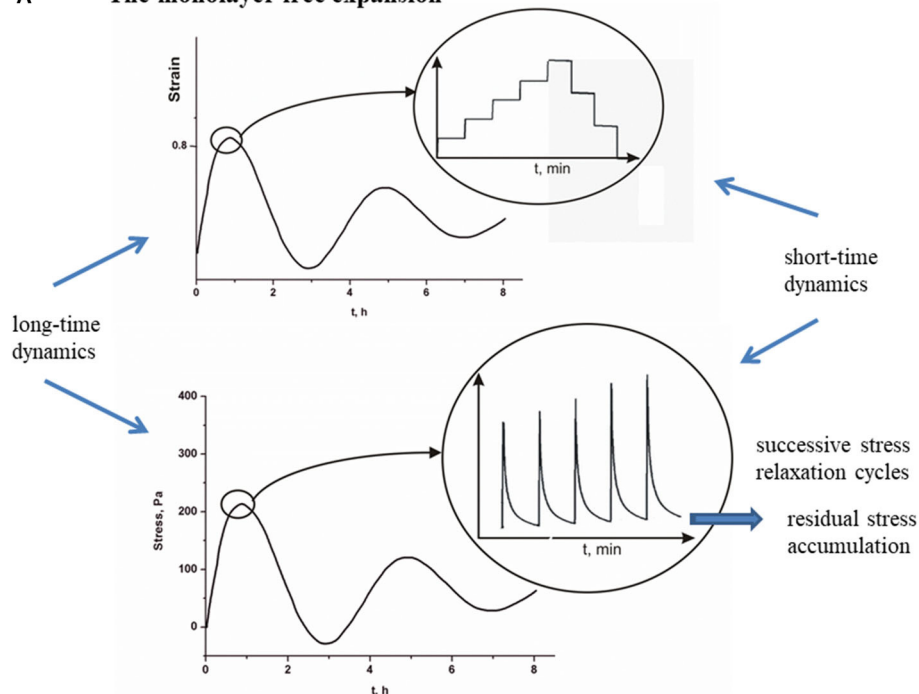 A The monolayer free expansion
Strain
0.8
t, min
0 2 4 6 8
t, h
short-time
dynamics
long-time
dynamics
400
300
200
100
0
Stress, Pa
t, min
successive stress
relaxation cycles
residual stress
accumulation
0 2 4 6 8
t, h